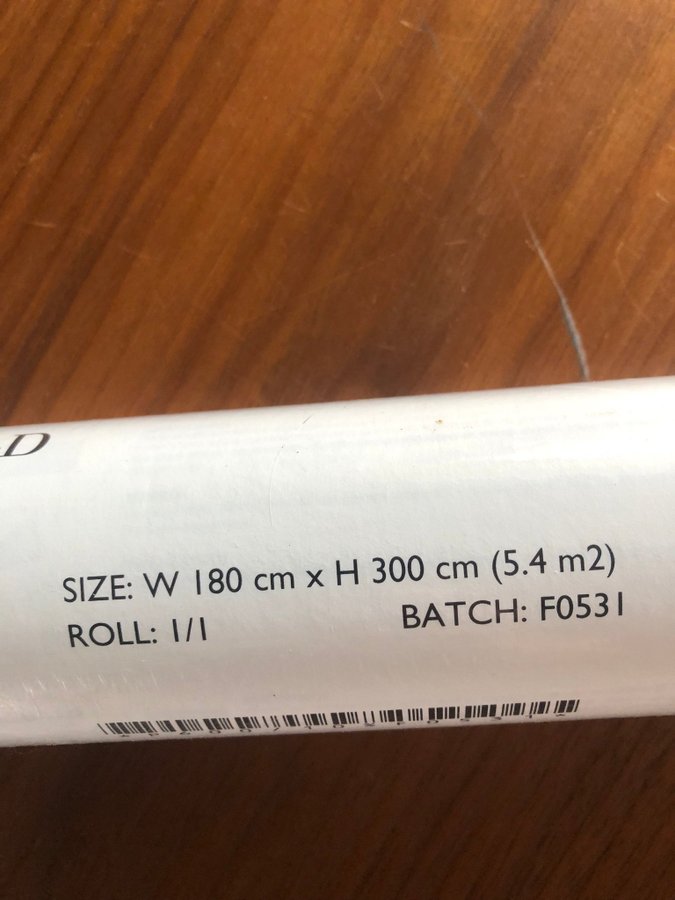 SIZE: W 180 cm x H 300 cm (5.4 m2)
ROLL: 1/1
BATCH: F0531